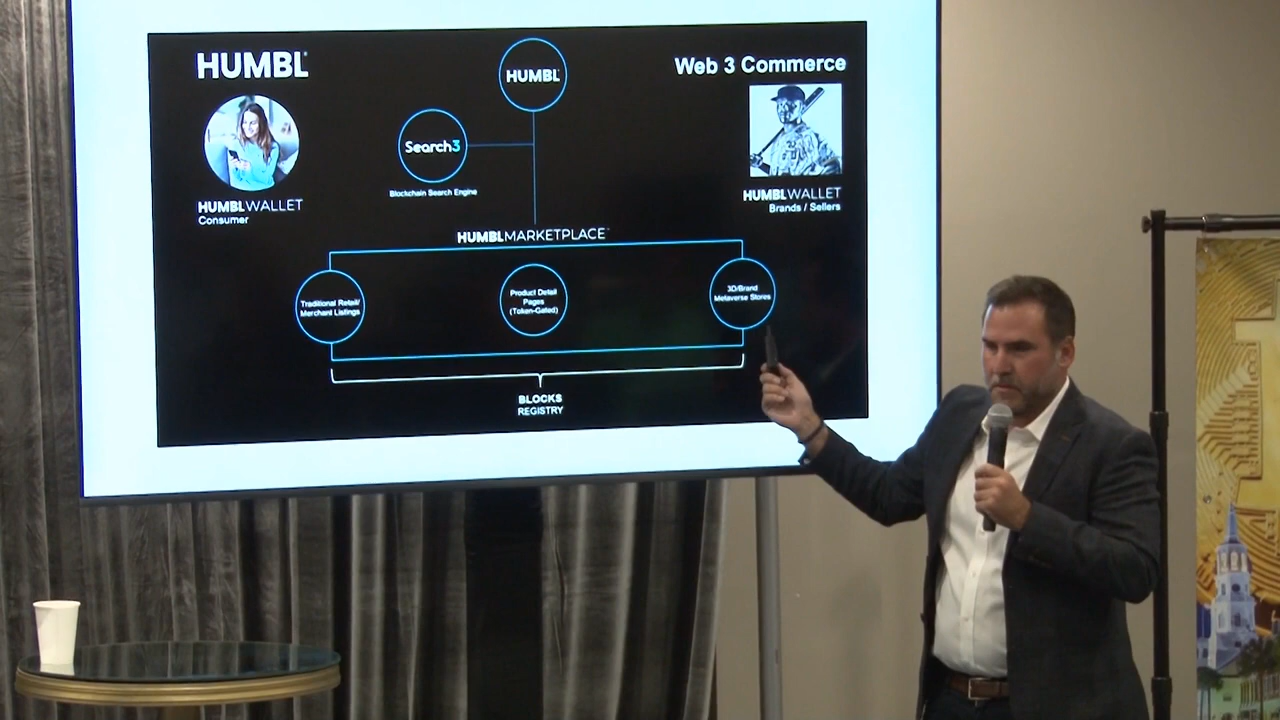 HUMBL
Web 3 Commerce
HUMBL
Search3
Blockchain Search Engine
HUMBLWALLET
Consumer
HUMBLWALLET
Brands / Sellers
HUMBLMARKETPLACE
Traditional Retail/
Merchant Listings
Product Detail
Pages
(Token-Gated)
3D/Brand
Metaverse Stores
BLOCKS
REGISTRY